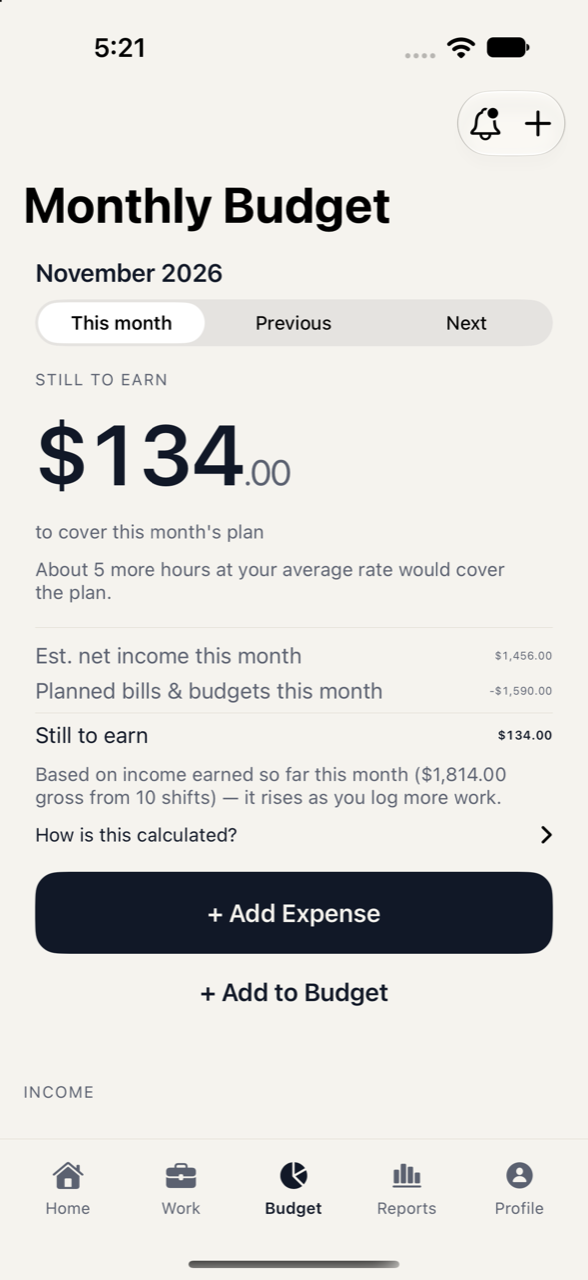 5:21
Monthly Budget
November 2026
This month Previous Next
STILL TO EARN
$134.00
to cover this month's plan
About 5 more hours at your average rate would cover
the plan.
Est. net income this month $1,456.00
Planned bills & budgets this month -$1,590.00
Still to earn $134.00
Based on income earned so far this month ($1,814.00
gross from 10 shifts) — it rises as you log more work.
How is this calculated?
+ Add Expense
+ Add to Budget
INCOME
Home Work Budget Reports Profile